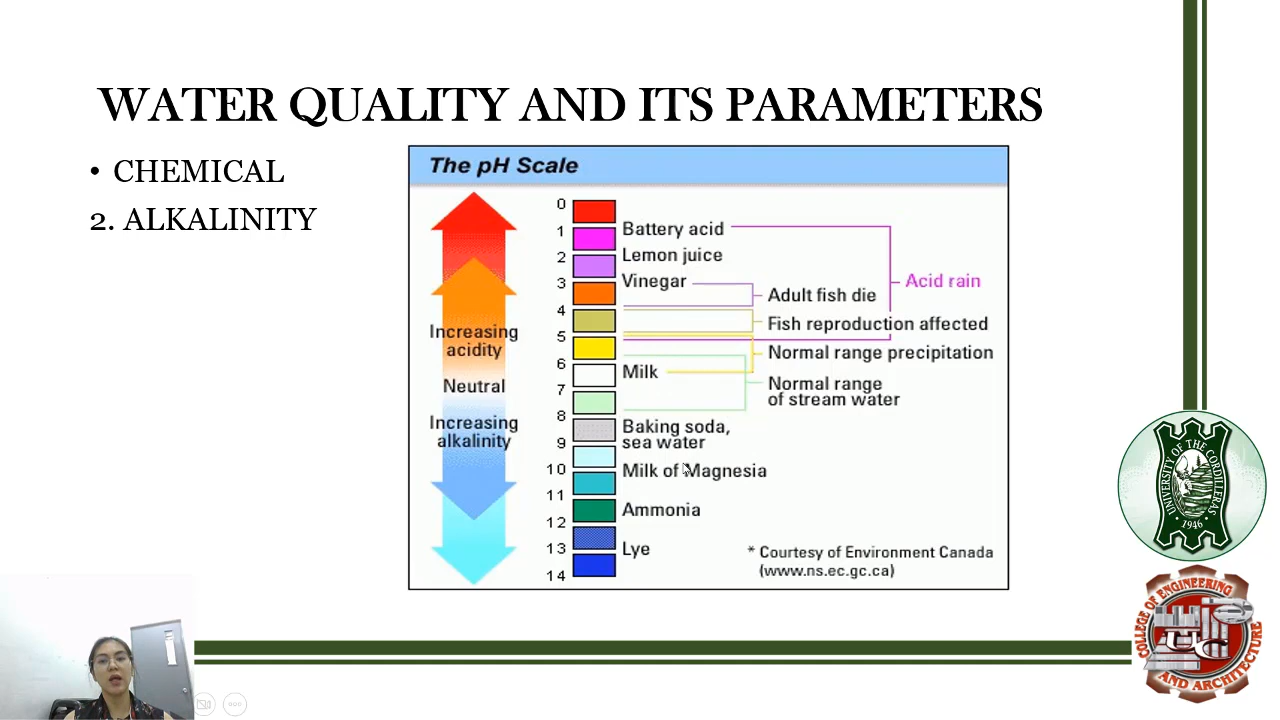 WATER QUALITY AND ITS PARAMETERS
• CHEMICAL
2. ALKALINITY
The pH Scale
0
1
2
3
4
5
6
7
8
9
10
11
12
13
14
Increasing
acidity
Neutral
Increasing
alkalinity
Battery acid
Lemon juice
Vinegar
Milk
Baking soda,
sea water
Milk of Magnesia
Ammonia
Lye
Acid rain
Adult fish die
Fish reproduction affected
Normal range precipitation
Normal range
of stream water
* Courtesy of Environment Canada
(www.ns.ec.gc.ca)
UNIVERSITY OF THE CORDILLERAS
1946
COLLEGE OF ENGINEERING
UC
AND ARCHITECTURE